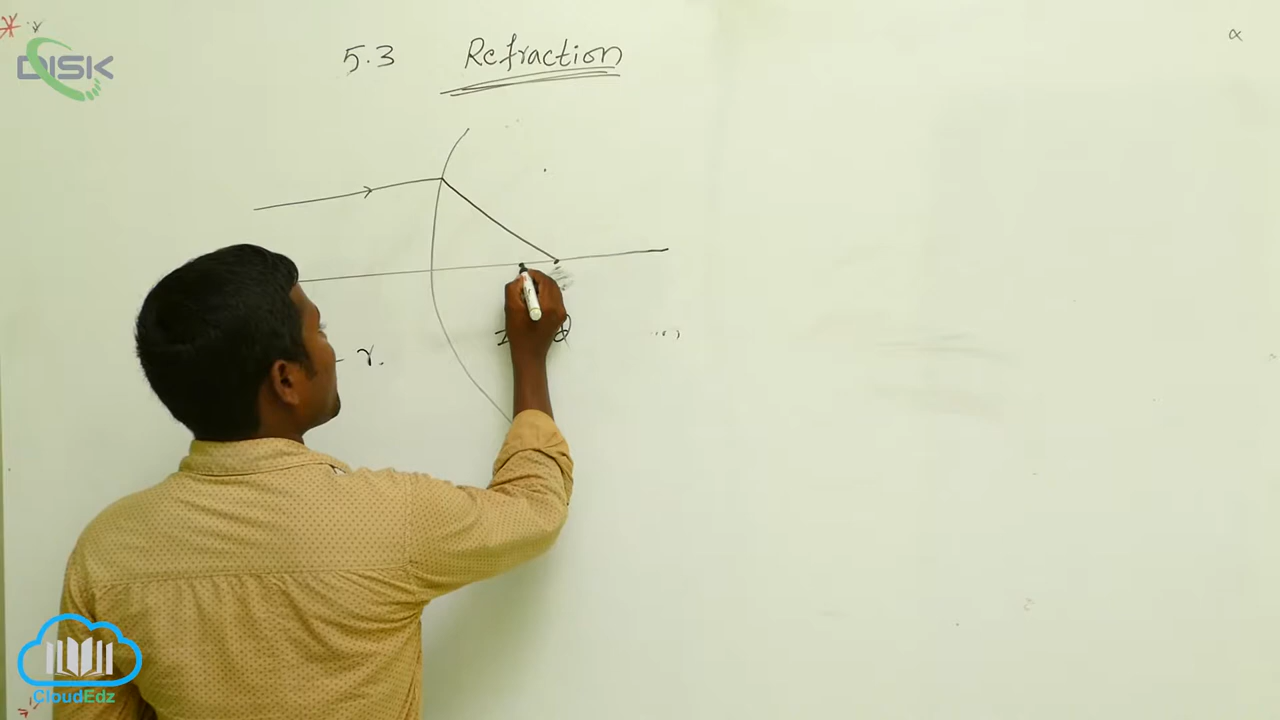 DISK
5.3 Refraction
α
- r.
CloudEdz